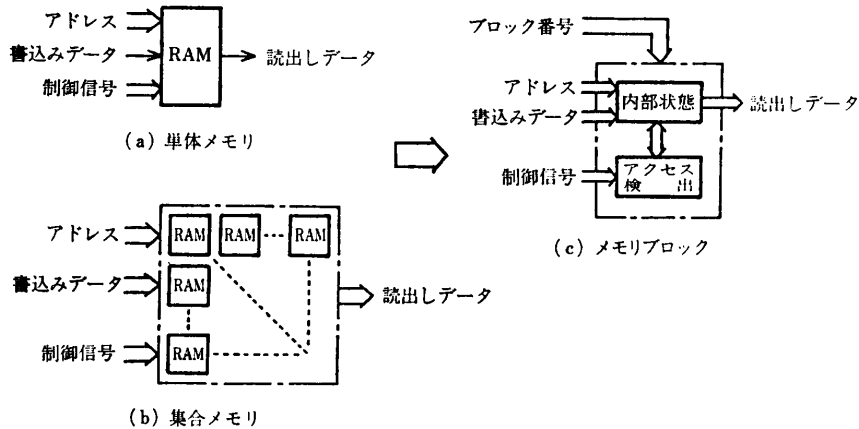 アドレス
書込みデータ
制御信号
RAM
読出しデータ
(a) 単体メモリ
アドレス
書込みデータ
制御信号
RAM RAM RAM
RAM
RAM
読出しデータ
(b) 集合メモリ
ブロック番号
アドレス
書込みデータ
制御信号
内部状態
アクセス
検出
読出しデータ
(c) メモリブロック